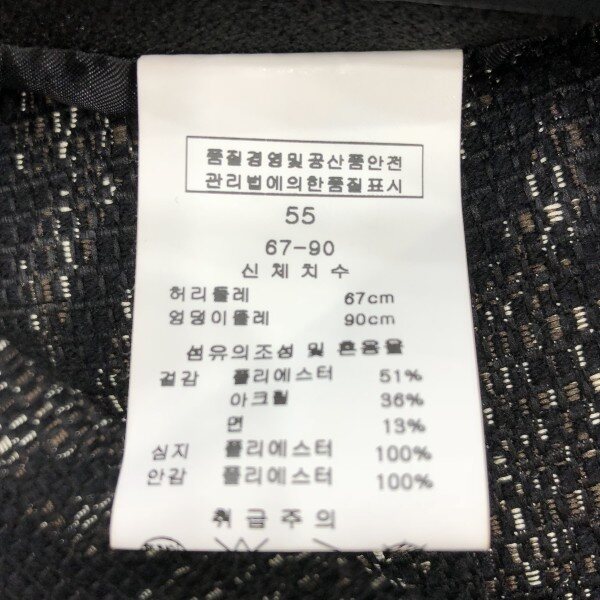 품질경영및공산품안전
관리법에의한품질표시
55
67-90
신체치수
허리둘레 67cm
엉덩이둘레 90cm
섬유의조성 및 혼용율
겉감 폴리에스터 51%
아크릴 36%
면 13%
심지 폴리에스터 100%
안감 폴리에스터 100%
취급주의